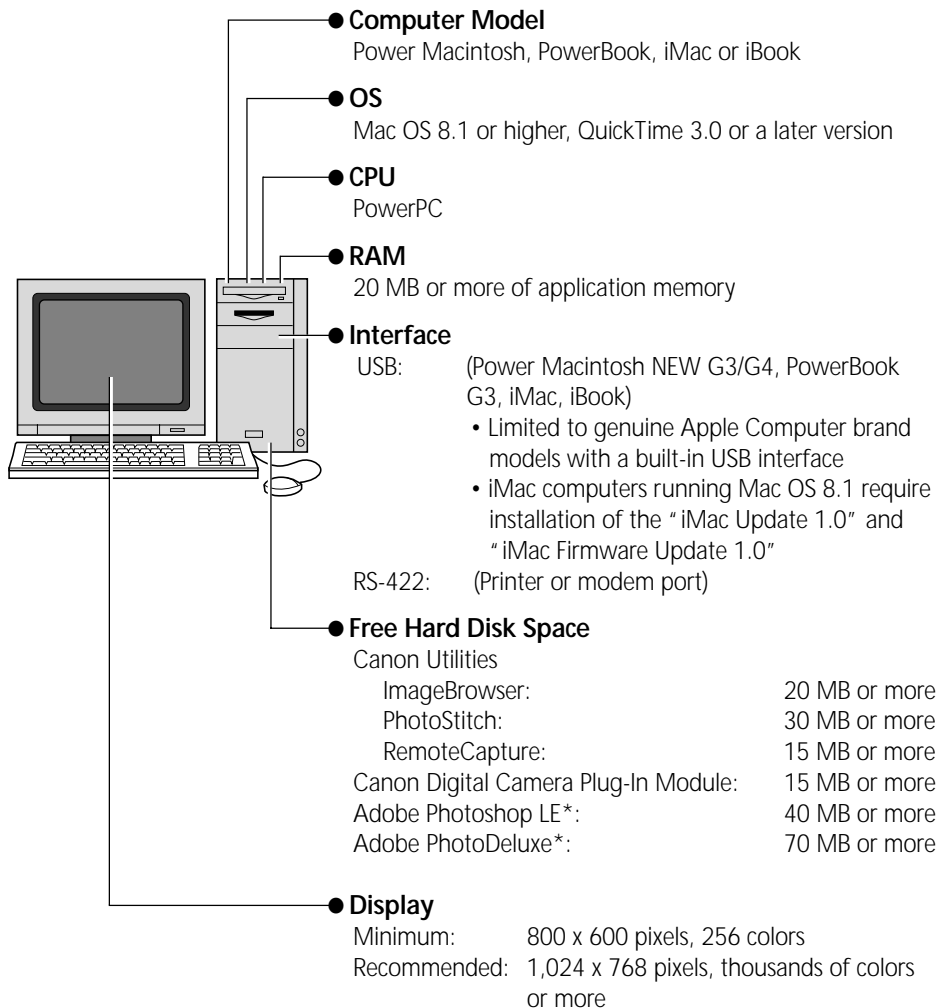 ● Computer Model
Power Macintosh, PowerBook, iMac or iBook
● OS
Mac OS 8.1 or higher, QuickTime 3.0 or a later version
● CPU
PowerPC
● RAM
20 MB or more of application memory
● Interface
USB: (Power Macintosh NEW G3/G4, PowerBook
G3, iMac, iBook)
• Limited to genuine Apple Computer brand
models with a built-in USB interface
• iMac computers running Mac OS 8.1 require
installation of the "iMac Update 1.0" and
"iMac Firmware Update 1.0"
RS-422: (Printer or modem port)
● Free Hard Disk Space
Canon Utilities
ImageBrowser: 20 MB or more
PhotoStitch: 30 MB or more
RemoteCapture: 15 MB or more
Canon Digital Camera Plug-In Module: 15 MB or more
Adobe Photoshop LE*: 40 MB or more
Adobe PhotoDeluxe*: 70 MB or more
● Display
Minimum: 800 x 600 pixels, 256 colors
Recommended: 1,024 x 768 pixels, thousands of colors
or more